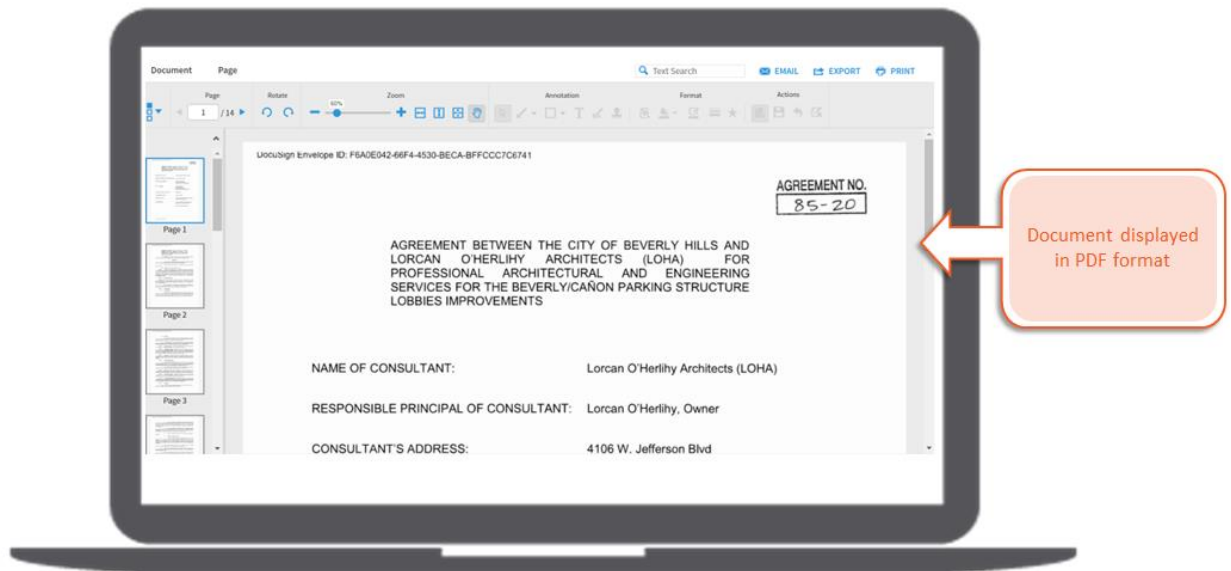 Document Page
Text Search EMAIL EXPORT PRINT
Page Rotate Zoom Annotation Format Actions
1 /14 60%
DocuSign Envelope ID: F6A0E042-66F4-4530-BECA-BFFCCC7C6741
AGREEMENT NO.
85-20
AGREEMENT BETWEEN THE CITY OF BEVERLY HILLS AND
LORCAN O'HERLIHY ARCHITECTS (LOHA) FOR
PROFESSIONAL ARCHITECTURAL AND ENGINEERING
SERVICES FOR THE BEVERLY/CAÑON PARKING STRUCTURE
LOBBIES IMPROVEMENTS
NAME OF CONSULTANT: Lorcan O'Herlihy Architects (LOHA)
RESPONSIBLE PRINCIPAL OF CONSULTANT: Lorcan O'Herlihy, Owner
CONSULTANT'S ADDRESS: 4106 W. Jefferson Blvd
Page 1
Page 2
Page 3
Document displayed
in PDF format